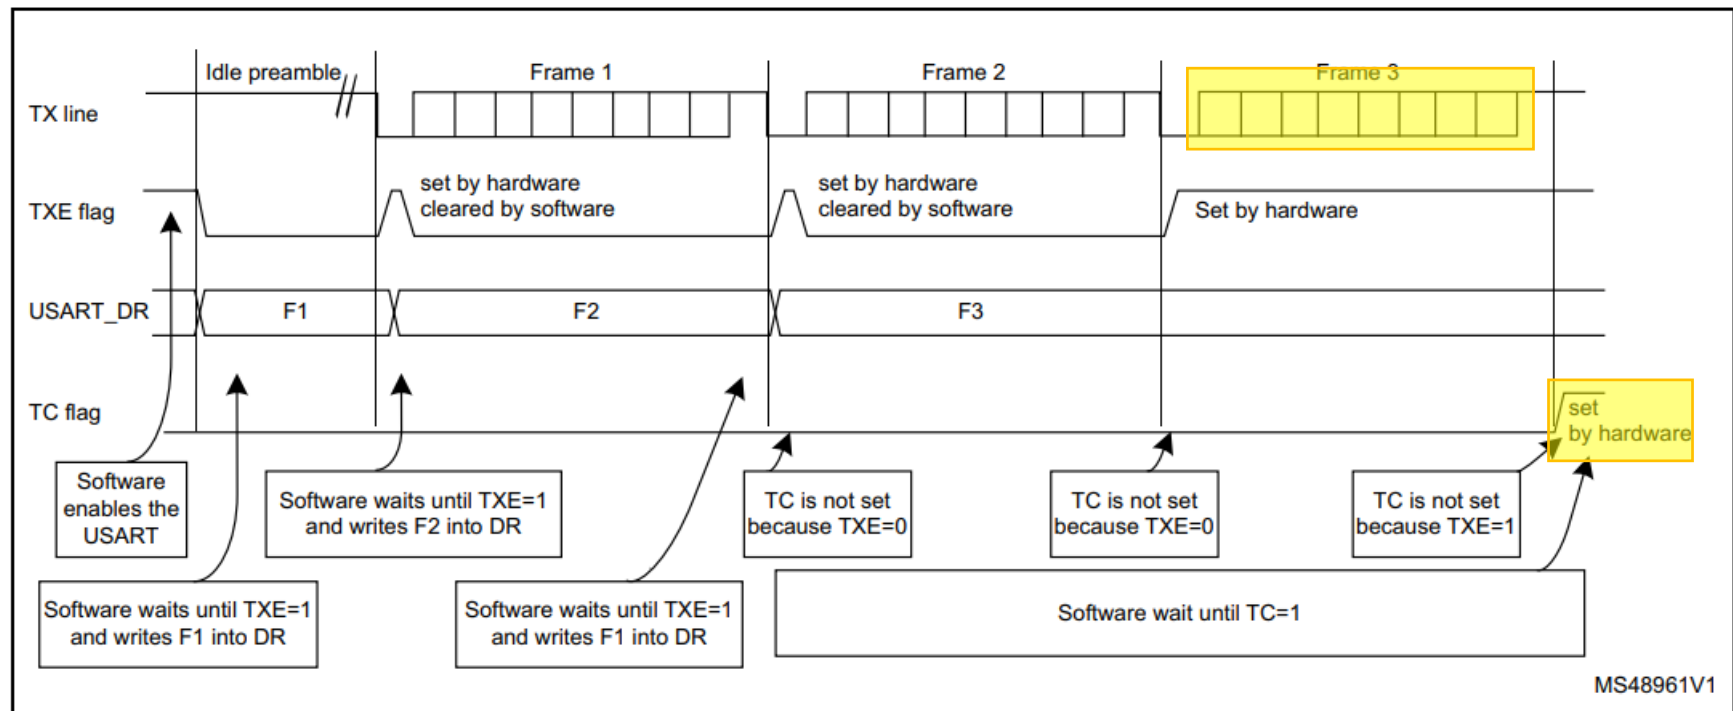 Idle preamble
Frame 1
Frame 2
Frame 3
TX line
TXE flag
set by hardware
cleared by software
set by hardware
cleared by software
Set by hardware
USART_DR
F1
F2
F3
TC flag
set
by hardware
Software
enables the
USART
Software waits until TXE=1
and writes F2 into DR
TC is not set
because TXE=0
TC is not set
because TXE=0
TC is not set
because TXE=1
Software waits until TXE=1
and writes F1 into DR
Software waits until TXE=1
and writes F1 into DR
Software wait until TC=1
MS48961V1